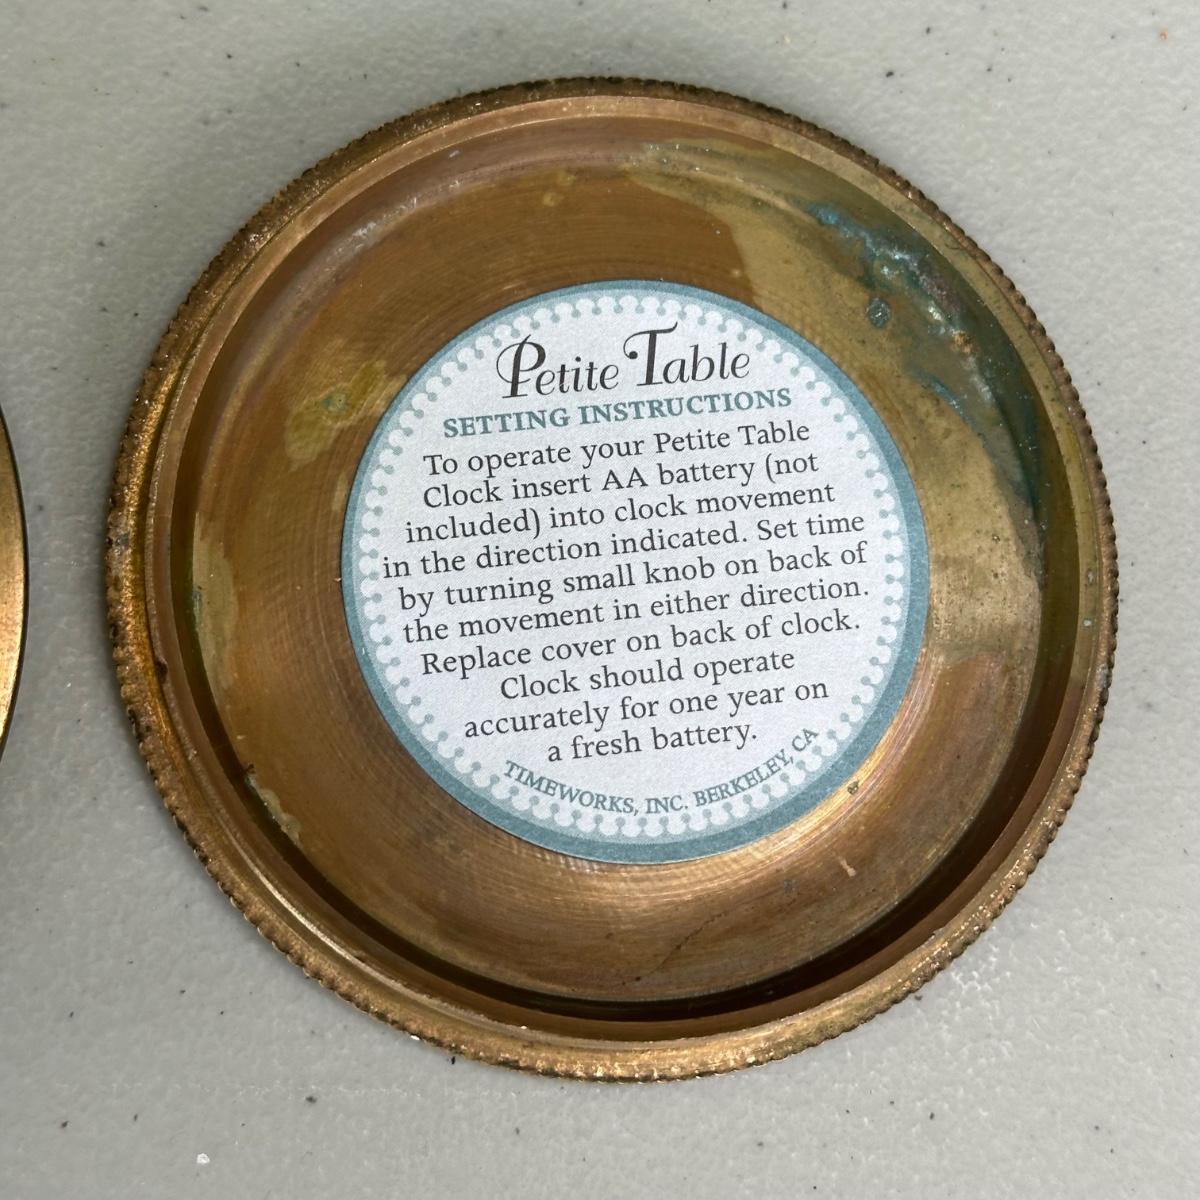 Petite Table
SETTING INSTRUCTIONS
To operate your Petite Table
Clock insert AA battery (not
included) into clock movement
in the direction indicated. Set time
by turning small knob on back of
the movement in either direction.
Replace cover on back of clock.
Clock should operate
accurately for one year on
a fresh battery.
TIMEWORKS, INC. BERKELEY, CA